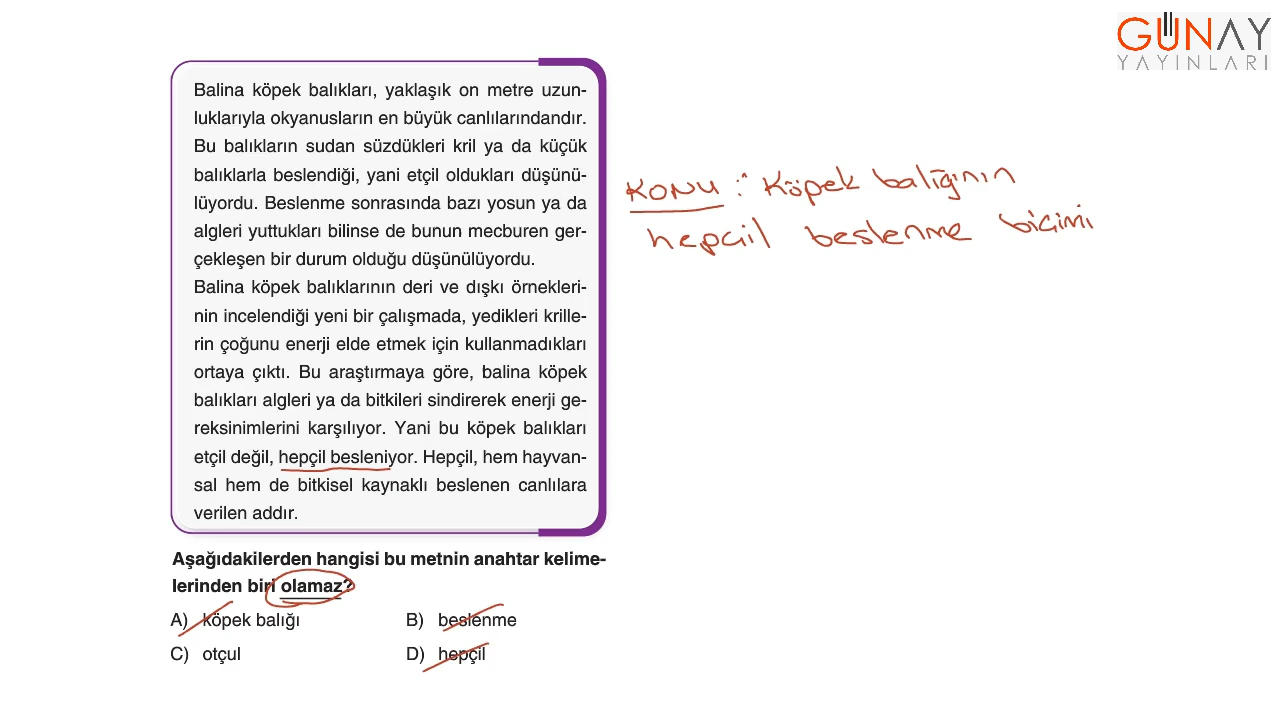 GÜNAY
YAYINLARI
Balina köpek balıkları, yaklaşık on metre uzun-
luklarıyla okyanusların en büyük canlılarındandır.
Bu balıkların sudan süzdükleri kril ya da küçük
balıklarla beslendiği, yani etçil oldukları düşünü-
lüyordu. Beslenme sonrasında bazı yosun ya da
algleri yuttukları bilinse de bunun mecburen ger-
çekleşen bir durum olduğu düşünülüyordu.
Balina köpek balıklarının deri ve dışkı örnekleri-
nin incelendiği yeni bir çalışmada, yedikleri krille-
rin çoğunu enerji elde etmek için kullanmadıkları
ortaya çıktı. Bu araştırmaya göre, balina köpek
balıkları algleri ya da bitkileri sindirerek enerji ge-
reksinimlerini karşılıyor. Yani bu köpek balıkları
etçil değil, hepçil besleniyor. Hepçil, hem hayvan-
sal hem de bitkisel kaynaklı beslenen canlılara
verilen addır.
KONU : Köpek balığının
hepçil beslenme biçimi
Aşağıdakilerden hangisi bu metnin anahtar kelime-
lerinden biri olamaz?
A) köpek balığı
B) beslenme
C) otçul
D) hepçil